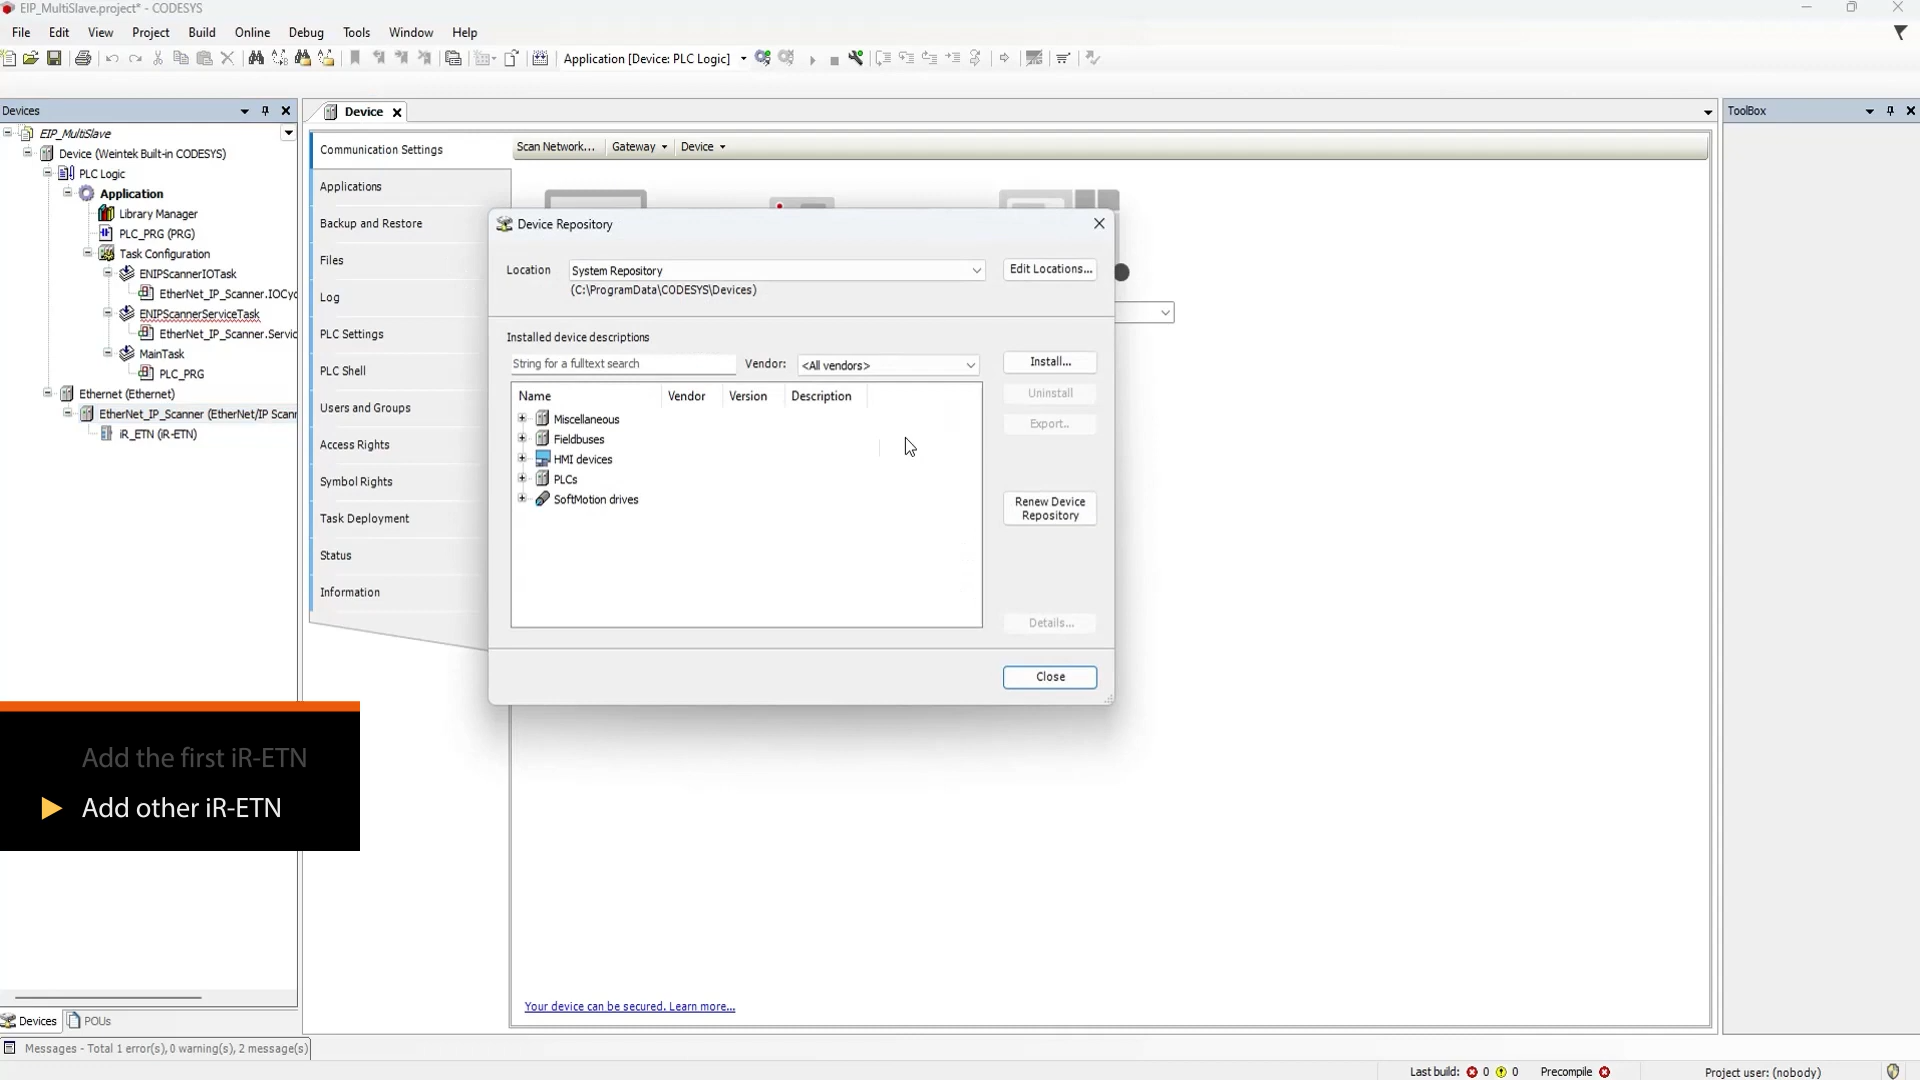 EIP_MultiSlave.project* - CODESYS
File Edit View Project Build Online Debug Tools Window Help
Application [Device: PLC Logic]
Devices
EIP_MultiSlave
Device (Weintek Built-in CODESYS)
PLC Logic
Application
Library Manager
PLC_PRG (PRG)
Task Configuration
ENIPScannerIOTask
EtherNet_IP_Scanner.IOCyc
ENIPScannerServiceTask
EtherNet_IP_Scanner.Servic
MainTask
PLC_PRG
Ethernet (Ethernet)
EtherNet_IP_Scanner (EtherNet/IP Scann
iR_ETN (iR-ETN)
Devices POUs
Device
Communication Settings
Applications
Backup and Restore
Files
Log
PLC Settings
PLC Shell
Users and Groups
Access Rights
Symbol Rights
Task Deployment
Status
Information
Scan Network... Gateway Device
Device Repository
Location System Repository Edit Locations...
(C:\ProgramData\CODESYS\Devices)
Installed device descriptions
String for a fulltext search Vendor: <All vendors> Install...
Uninstall
Export..
Name Vendor Version Description
Miscellaneous
Fieldbuses
HMI devices
PLCs
SoftMotion drives
Renew Device
Repository
Details...
Close
Your device can be secured. Learn more...
ToolBox
Add the first iR-ETN
Add other iR-ETN
Messages - Total 1 error(s), 0 warning(s), 2 message(s)
Last build: 0 0 Precompile Project user: (nobody)